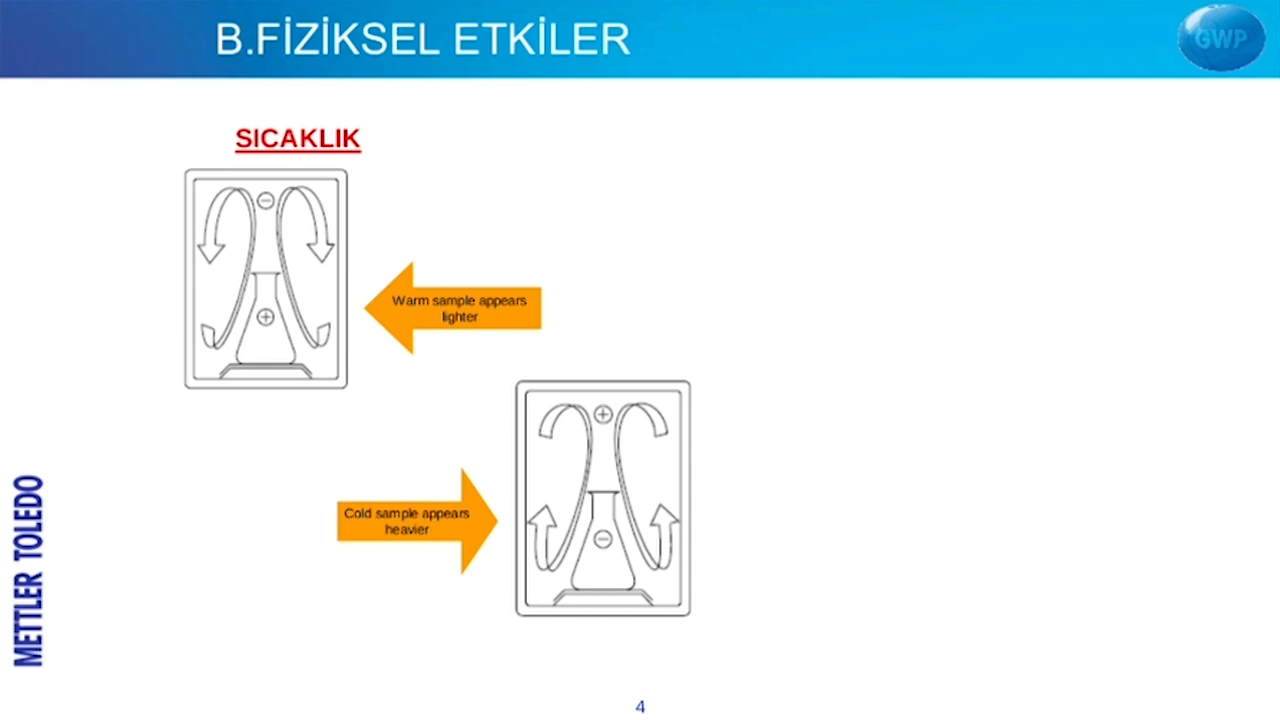 B.FİZİKSEL ETKİLER
GWP
SICAKLIK
Warm sample appears
lighter
Cold sample appears
heavier
METTLER TOLEDO
4